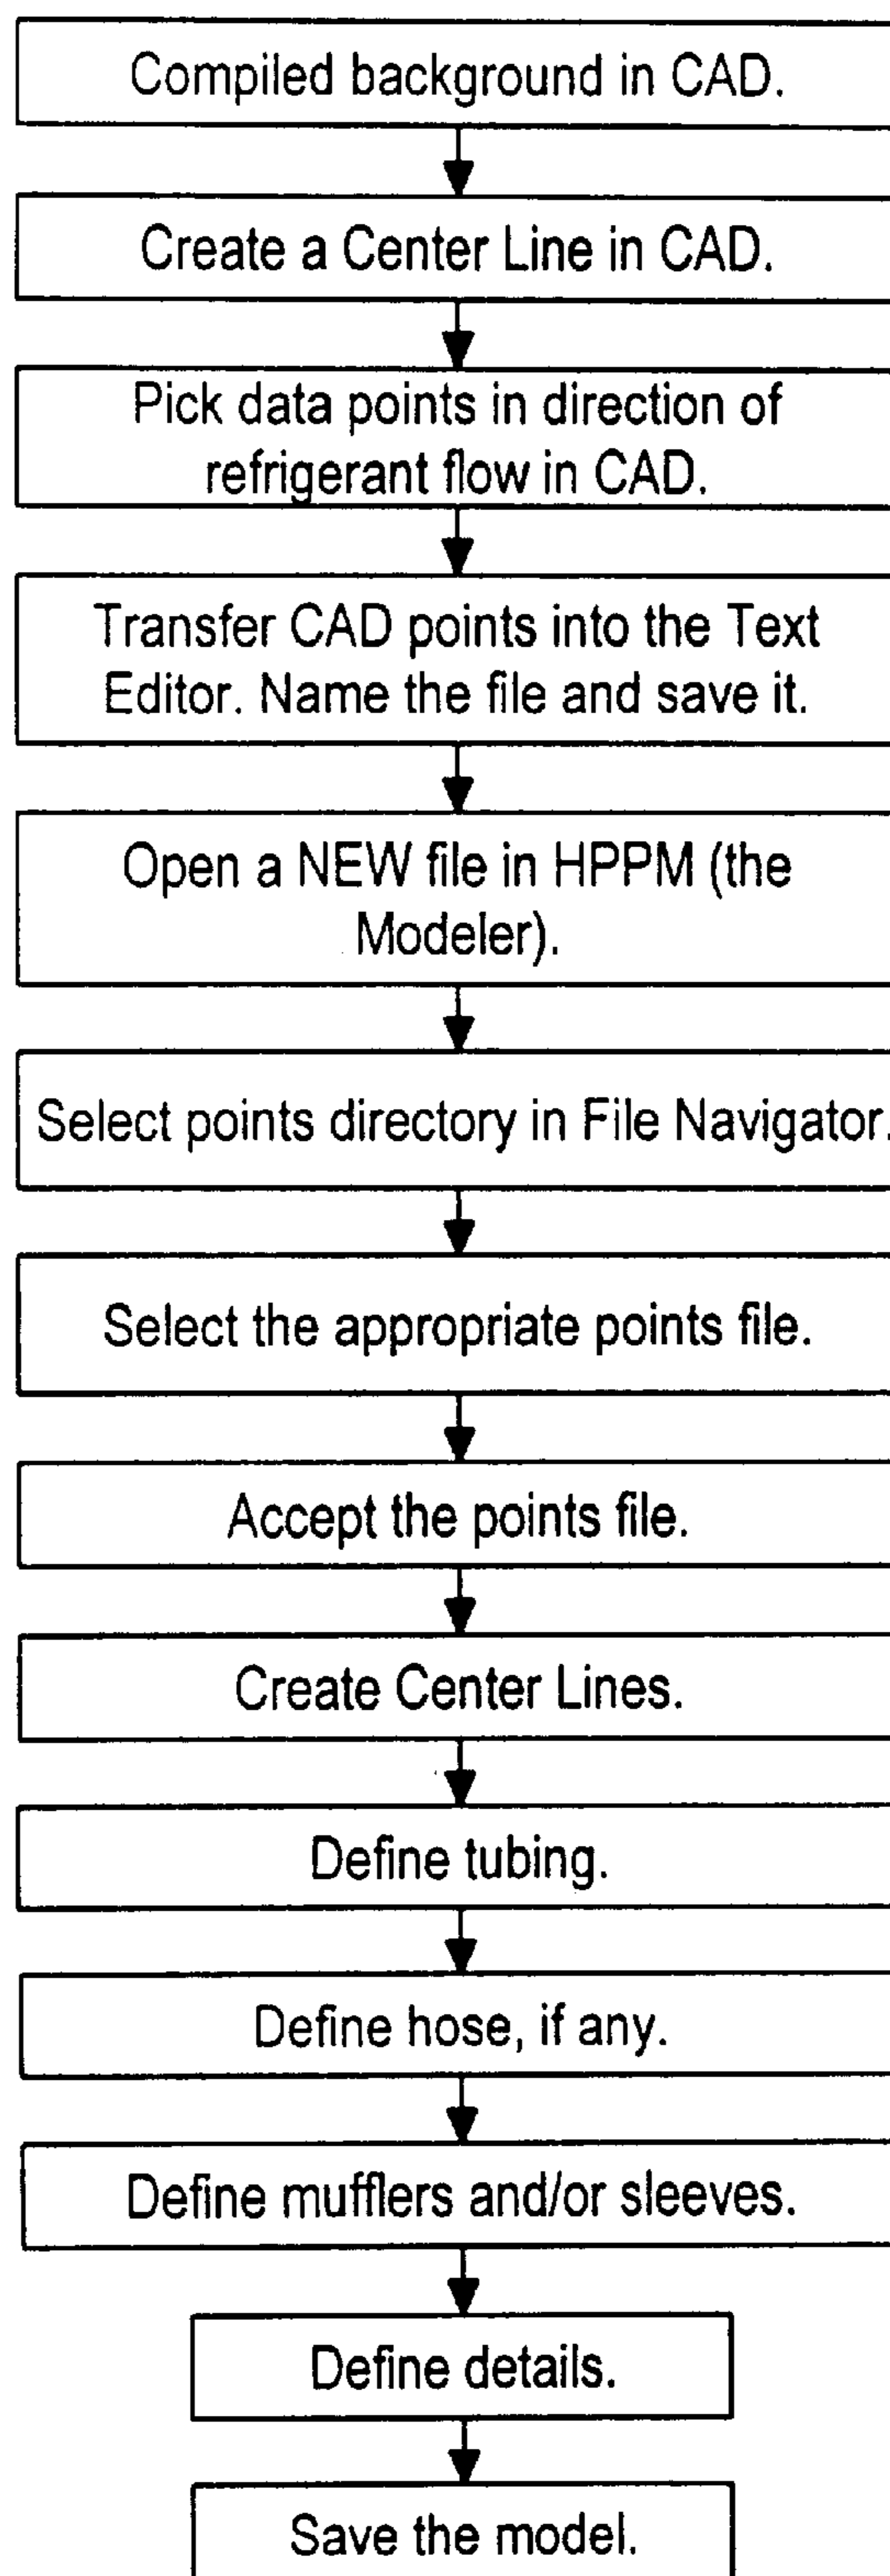 Compiled background in CAD.
Create a Center Line in CAD.
Pick data points in direction of
refrigerant flow in CAD.
Transfer CAD points into the Text
Editor. Name the file and save it.
Open a NEW file in HPPM (the
Modeler).
Select points directory in File Navigator.
Select the appropriate points file.
Accept the points file.
Create Center Lines.
Define tubing.
Define hose, if any.
Define mufflers and/or sleeves.
Define details.
Save the model.